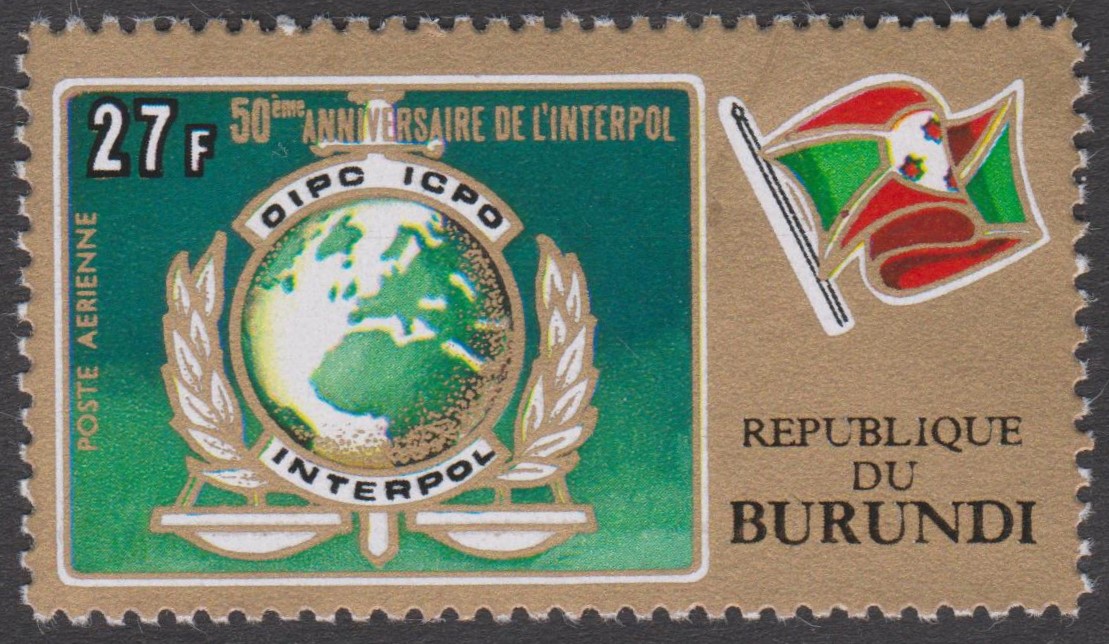 27F
50ème ANNIVERSAIRE DE L'INTERPOL
POSTE AERIENNE
OIPC ICPO
INTERPOL
REPUBLIQUE
DU
BURUNDI